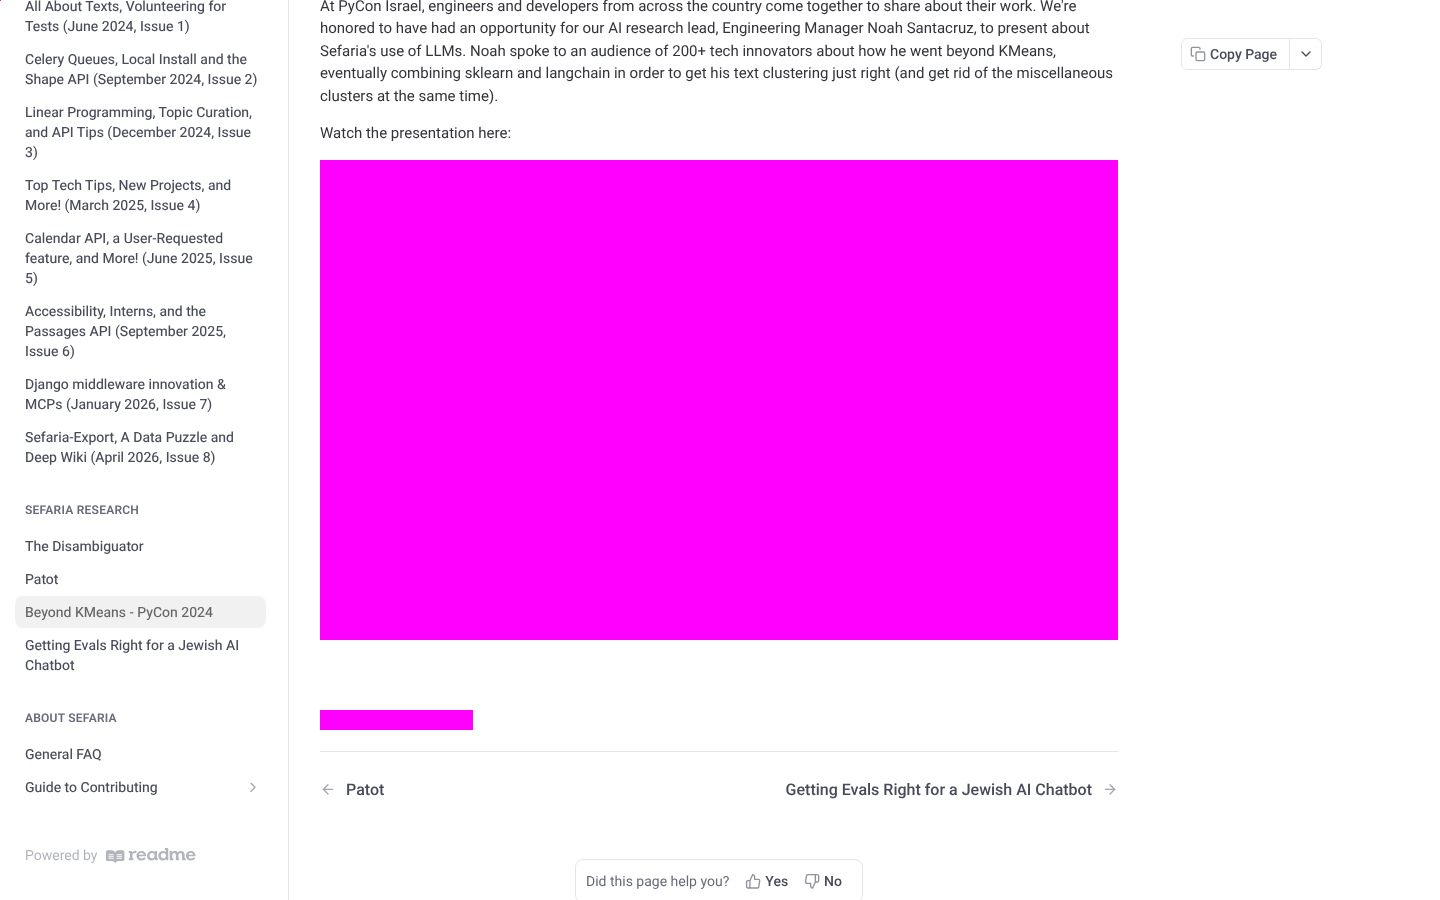 All About Texts, Volunteering for
Tests (June 2024, Issue 1)
Celery Queues, Local Install and the
Shape API (September 2024, Issue 2)
Linear Programming, Topic Curation,
and API Tips (December 2024, Issue
3)
Top Tech Tips, New Projects, and
More! (March 2025, Issue 4)
Calendar API, a User-Requested
feature, and More! (June 2025, Issue
5)
Accessibility, Interns, and the
Passages API (September 2025,
Issue 6)
Django middleware innovation &
MCPs (January 2026, Issue 7)
Sefaria-Export, A Data Puzzle and
Deep Wiki (April 2026, Issue 8)
SEFARIA RESEARCH
The Disambiguator
Patot
Beyond KMeans - PyCon 2024
Getting Evals Right for a Jewish AI
Chatbot
ABOUT SEFARIA
General FAQ
Guide to Contributing
Powered by readme
At PyCon Israel, engineers and developers from across the country come together to share about their work. We're
honored to have had an opportunity for our AI research lead, Engineering Manager Noah Santacruz, to present about
Sefaria's use of LLMs. Noah spoke to an audience of 200+ tech innovators about how he went beyond KMeans,
eventually combining sklearn and langchain in order to get his text clustering just right (and get rid of the miscellaneous
clusters at the same time).
Watch the presentation here:
Patot
Getting Evals Right for a Jewish AI Chatbot
Did this page help you? Yes No
Copy Page